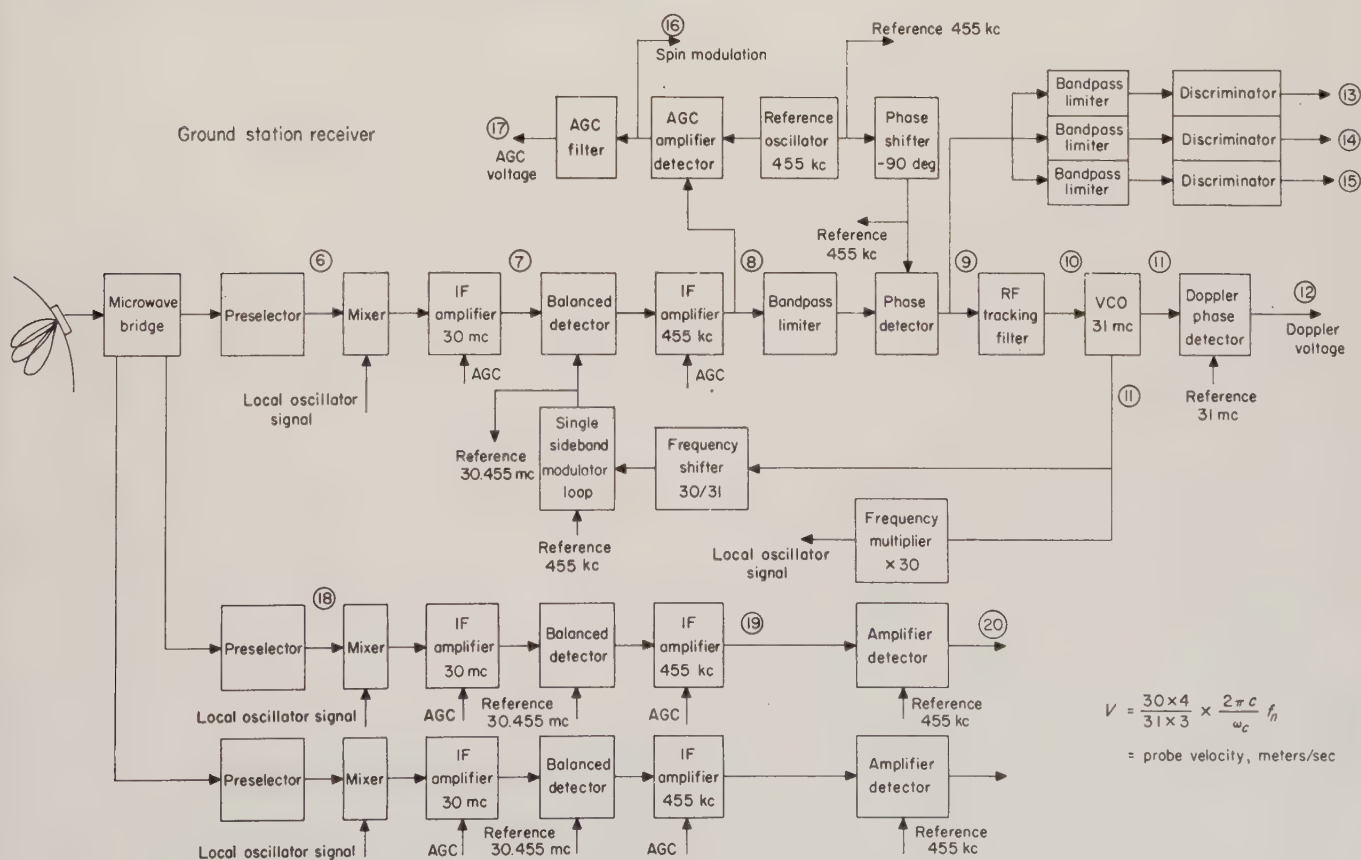 16
Spin modulation
Reference 455 kc
Ground station receiver
17
AGC
voltage
AGC
filter
AGC
amplifier
detector
Reference
oscillator
455 kc
Phase
shifter
-90 deg
Bandpass
limiter
Discriminator
13
Bandpass
limiter
Discriminator
14
Bandpass
limiter
Discriminator
15
Reference
455 kc
Microwave
bridge
Preselector
6
Mixer
IF
amplifier
30 mc
7
Balanced
detector
IF
amplifier
455 kc
8
Bandpass
limiter
Phase
detector
9
RF
tracking
filter
10
VCO
31 mc
11
Doppler
phase
detector
12
Doppler
voltage
Local oscillator
signal
AGC
AGC
11
Reference
31 mc
Reference
30.455 mc
Single
sideband
modulator
loop
Frequency
shifter
30/31
Reference
455 kc
Local oscillator
signal
Frequency
multiplier
× 30
Preselector
18
Mixer
IF
amplifier
30 mc
Balanced
detector
IF
amplifier
455 kc
19
Amplifier
detector
20
Local oscillator signal
AGC
Reference
30.455 mc
AGC
Reference
455 kc
Preselector
Mixer
IF
amplifier
30 mc
Balanced
detector
IF
amplifier
455 kc
Amplifier
detector
Local oscillator signal
AGC
Reference
30.455 mc
AGC
Reference
455 kc
V = 30 × 4 / 31 × 3 × 2πc / ω_c f_n
= probe velocity, meters/sec